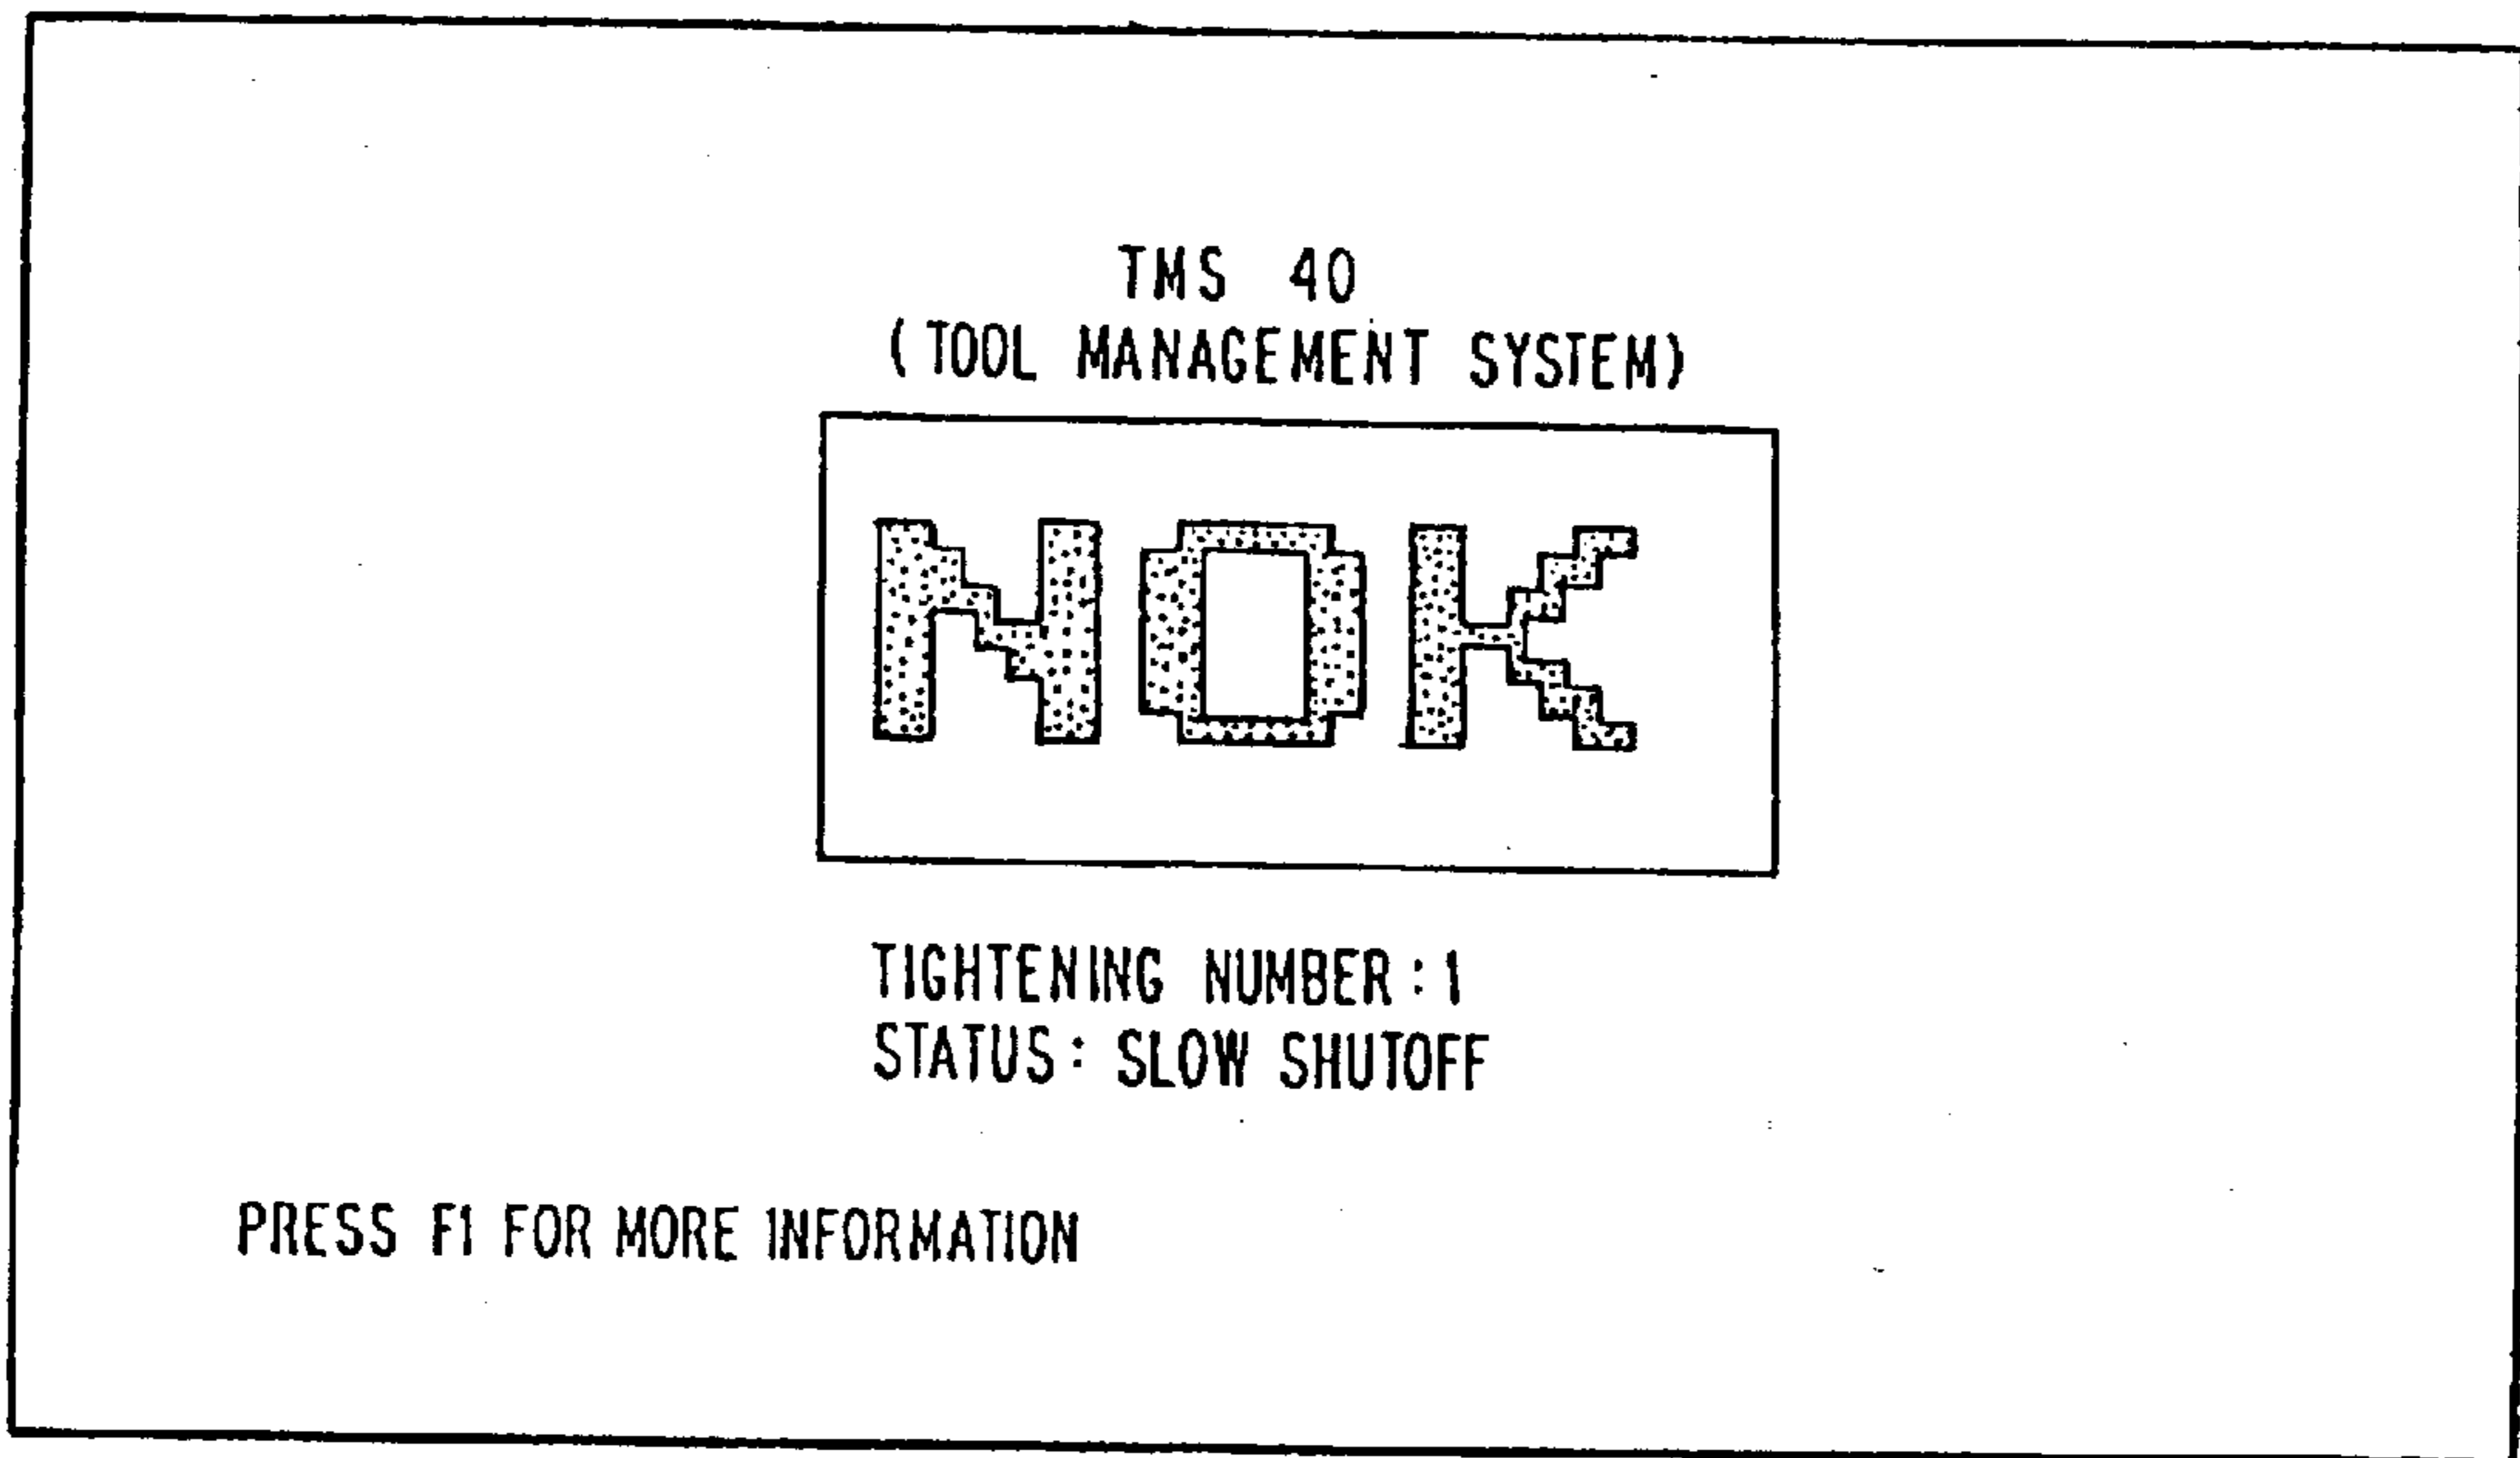 TMS 40
(TOOL MANAGEMENT SYSTEM)
NOK
TIGHTENING NUMBER:1
STATUS: SLOW SHUTOFF
PRESS F1 FOR MORE INFORMATION